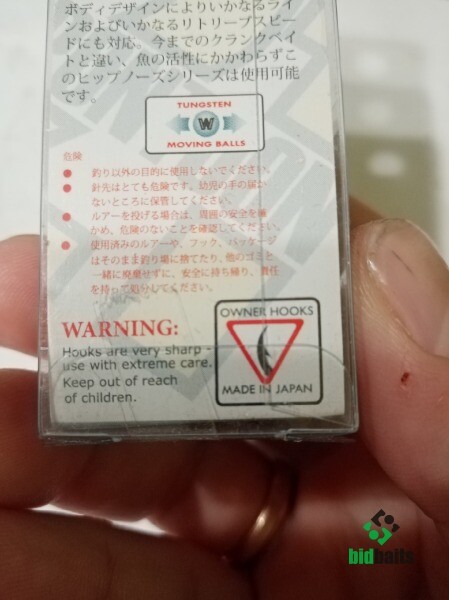 ボディデザインによりいかなるライ
ンおよびいかなるリトリーブスピー
ドにも対応。今までのクランクベイ
トと違い、魚の活性にかかわらずこ
のヒップノーズシリーズは使用可能
です。
TUNGSTEN
W
MOVING BALLS
危険
● 釣り以外の目的に使用しないでください。
● 針先はとても危険です。幼児の手の届か
ないところに保管してください。
● ルアーを投げる場合は、周囲の安全を確
かめ、危険のないことを確認してください。
● 使用済みのルアーや、フック、パッケージ
はそのまま釣り場に捨てたり、他のゴミと
一緒に廃棄せずに、安全に持ち帰り、責任
を持って処分してください。
WARNING:
Hooks are very sharp -
use with extreme care.
Keep out of reach
of children.
OWNER HOOKS
MADE IN JAPAN
bidbaits